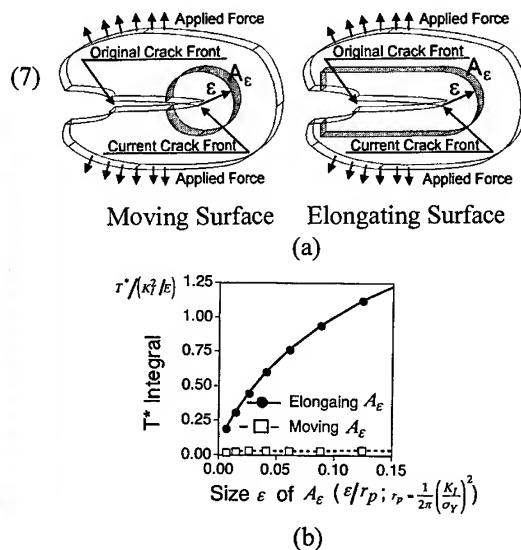 Applied Force
Applied Force
Original Crack Front
Original Crack Front
(7)
Aε
Aε
ε
ε
Current Crack Front
Current Crack Front
Applied Force
Applied Force
Moving Surface
Elongating Surface
(a)
T*/(K_I^2/E)
1.25
1.00
0.75
0.50
0.25
0.00
T* Integral
Elongaing Aε
Moving Aε
0.00 0.05 0.10 0.15
Size ε of Aε (ε/r_p ; r_p = 1/2π (K_I/σ_Y)^2)
(b)